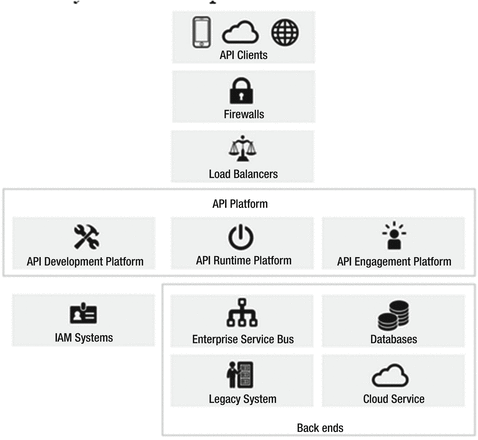 API Clients
Firewalls
Load Balancers
API Platform
API Development Platform
API Runtime Platform
API Engagement Platform
IAM Systems
Enterprise Service Bus
Databases
Legacy System
Cloud Service
Back ends